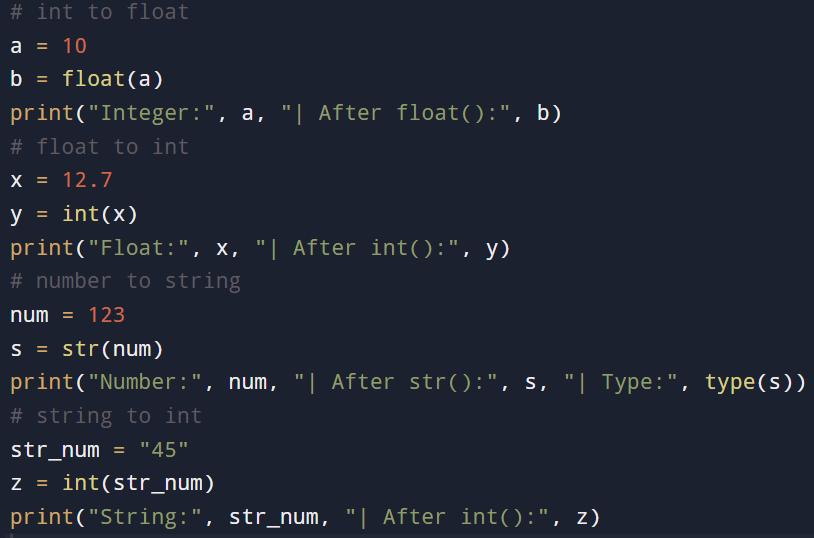 # int to float
a = 10
b = float(a)
print("Integer:", a, "| After float():", b)
# float to int
x = 12.7
y = int(x)
print("Float:", x, "| After int():", y)
# number to string
num = 123
s = str(num)
print("Number:", num, "| After str():", s, "| Type:", type(s))
# string to int
str_num = "45"
z = int(str_num)
print("String:", str_num, "| After int():", z)